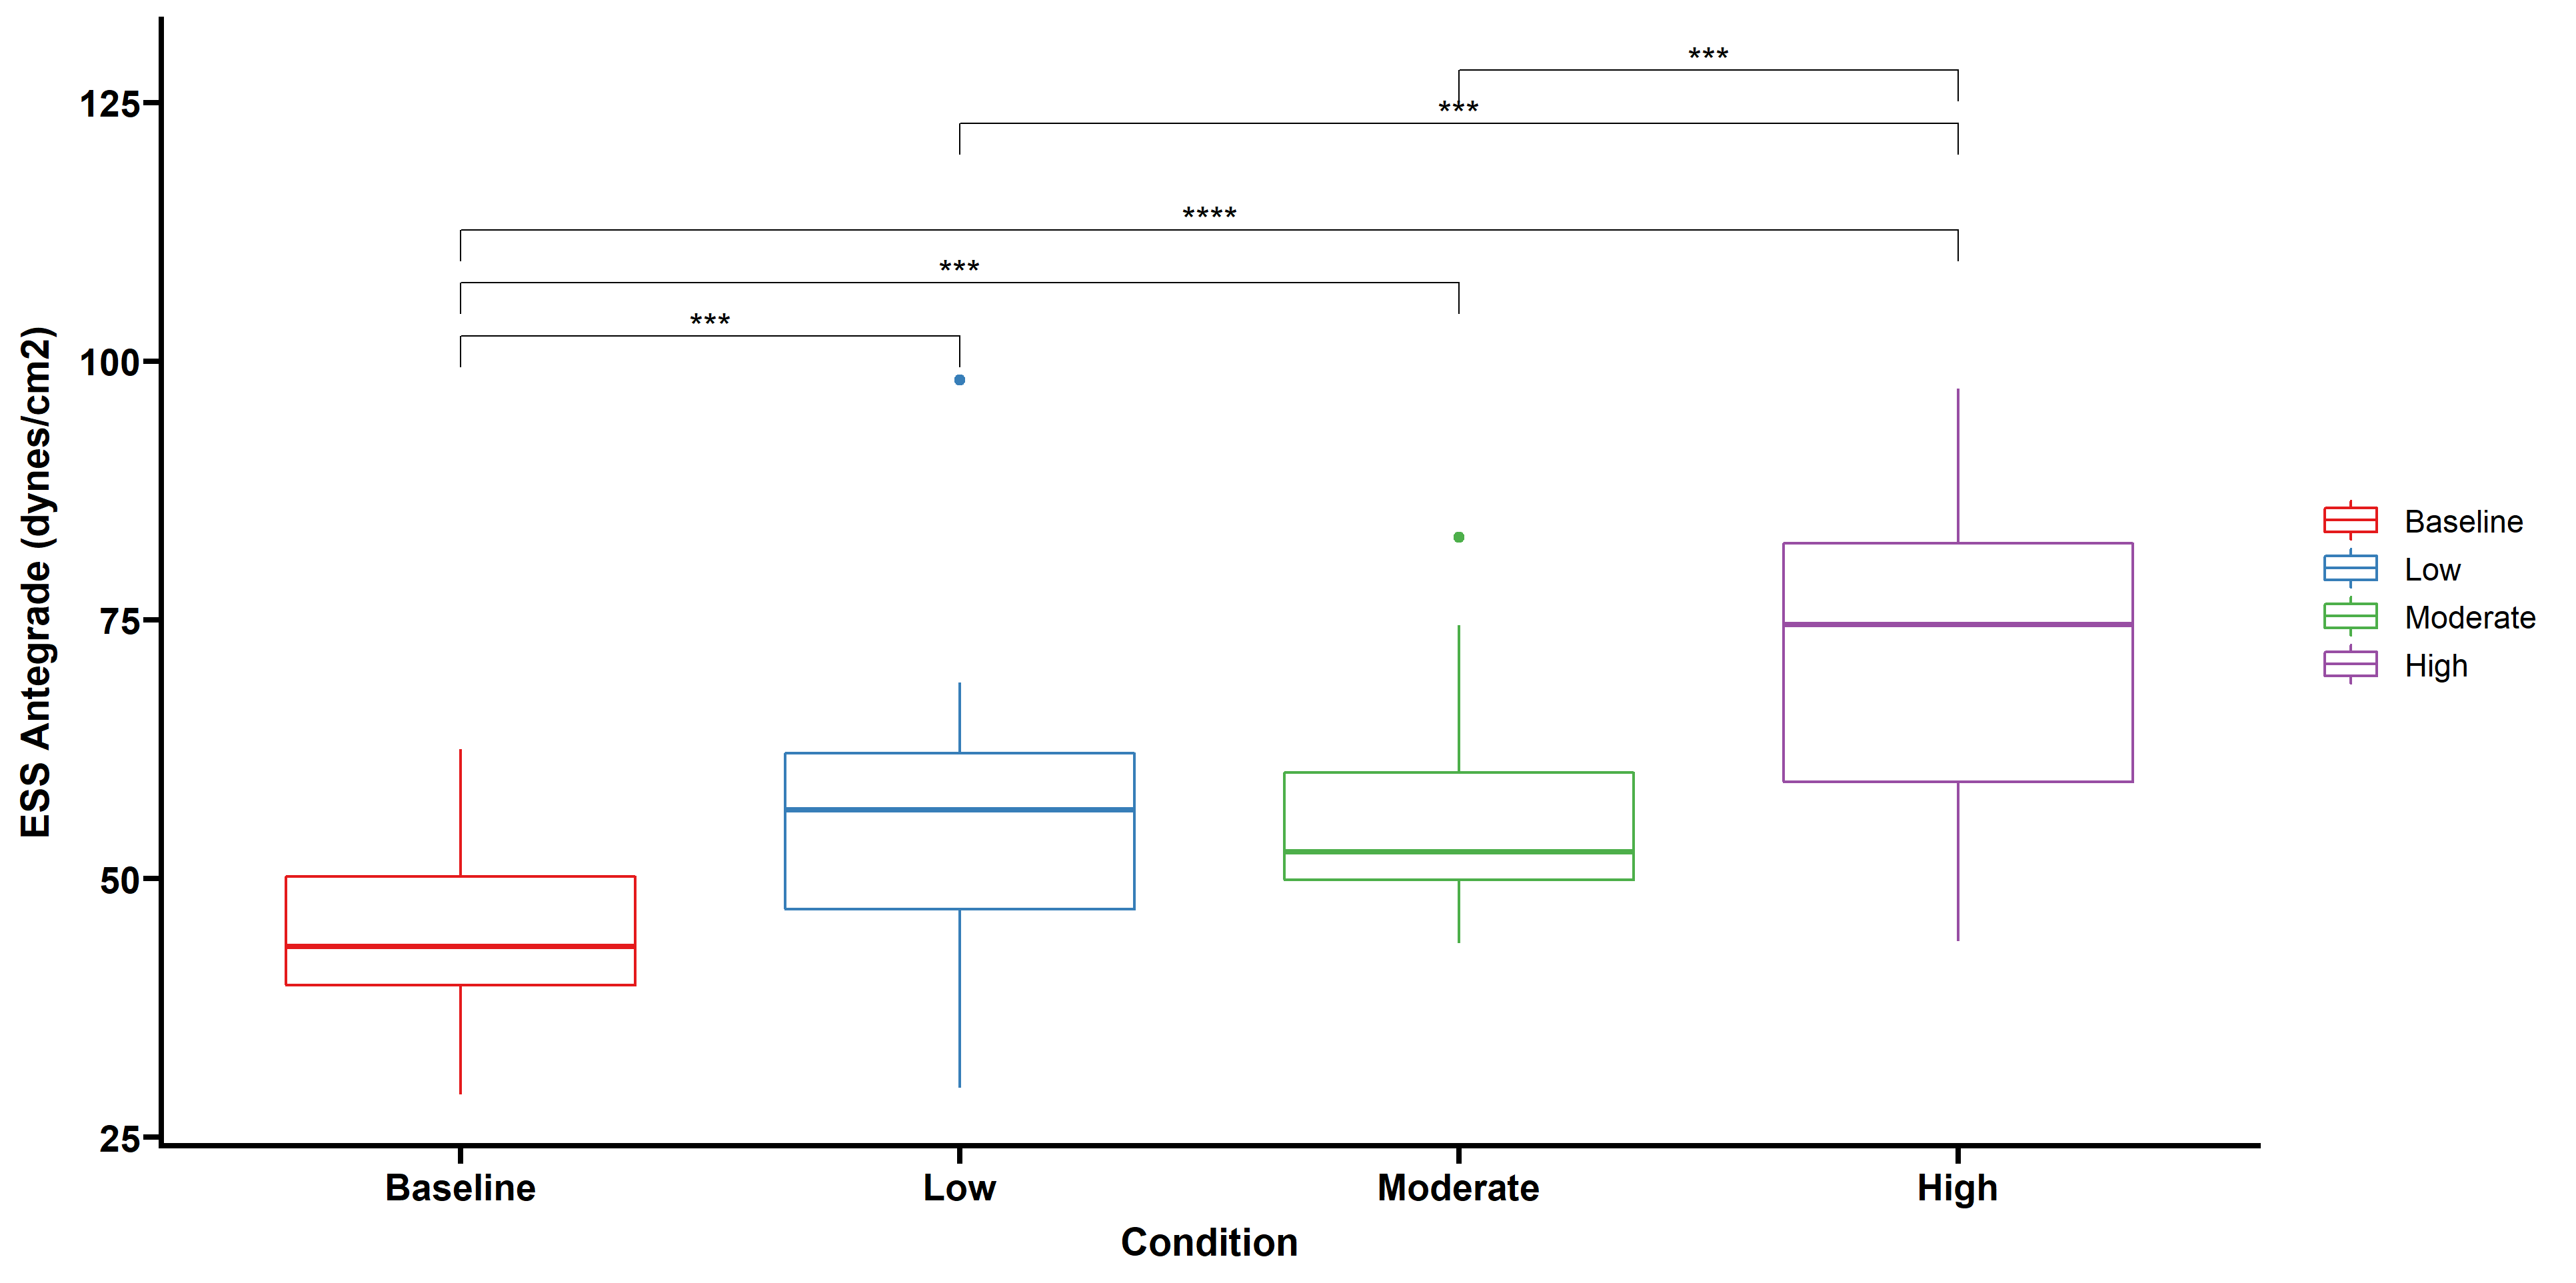 ***
125
***
****
***
***
100
75
50
25
ESS Antegrade (dynes/cm2)
Baseline
Low
Moderate
High
Condition
Baseline
Low
Moderate
High